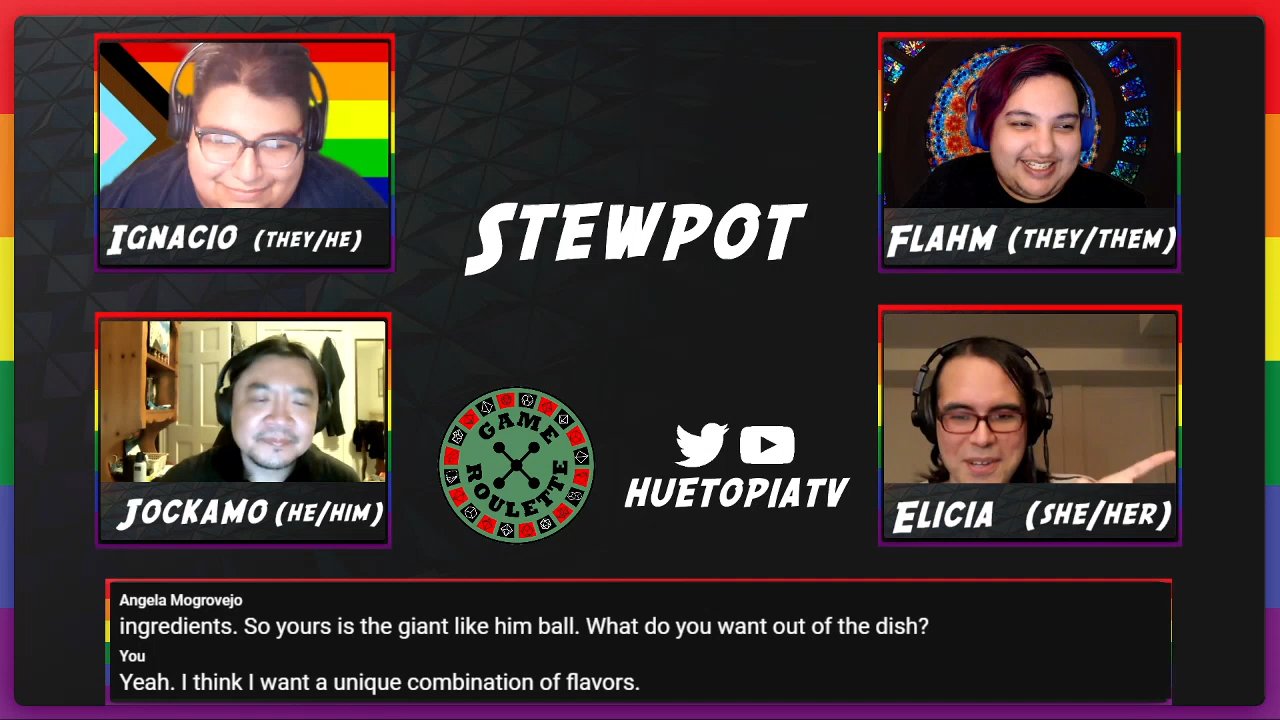 IGNACIO (THEY/HE)
FLAHM (THEY/THEM)
STEWPOT
JOCKAMO (HE/HIM)
GAME
ROULETTE
HUETOPIATV
ELICIA (SHE/HER)
Angela Mogrovejo
ingredients. So yours is the giant like him ball. What do you want out of the dish?
You
Yeah. I think I want a unique combination of flavors.